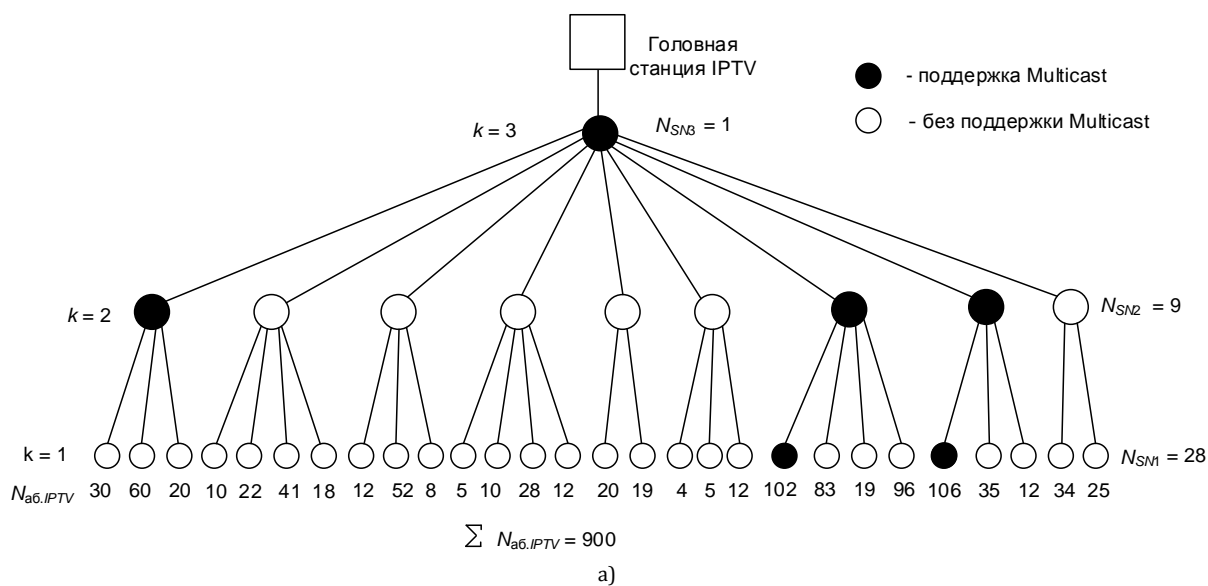 Головная
станция IPTV
- поддержка Multicast
- без поддержки Multicast
k = 3
N_SN3 = 1
k = 2
N_SN2 = 9
k = 1
N_SN1 = 28
N_аб.IPTV 30 60 20 10 22 41 18 12 52 8 5 10 28 12 20 19 4 5 12 102 83 19 96 106 35 12 34 25
∑ N_аб.IPTV = 900
а)